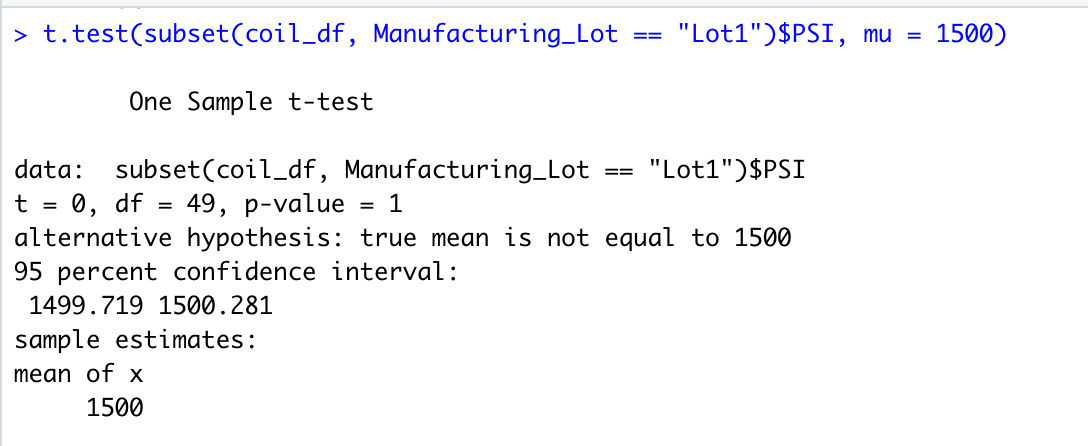 > t.test(subset(coil_df, Manufacturing_Lot == "Lot1")$PSI, mu = 1500)
One Sample t-test
data:  subset(coil_df, Manufacturing_Lot == "Lot1")$PSI
t = 0, df = 49, p-value = 1
alternative hypothesis: true mean is not equal to 1500
95 percent confidence interval:
 1499.719 1500.281
sample estimates:
mean of x
     1500